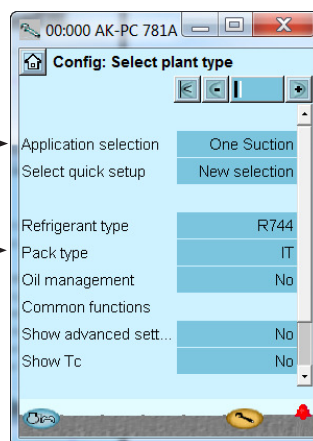 00:000 AK-PC 781A
Config: Select plant type
Application selection One Suction
Select quick setup New selection
Refrigerant type R744
Pack type IT
Oil management No
Common functions
Show advanced sett... No
Show Tc No